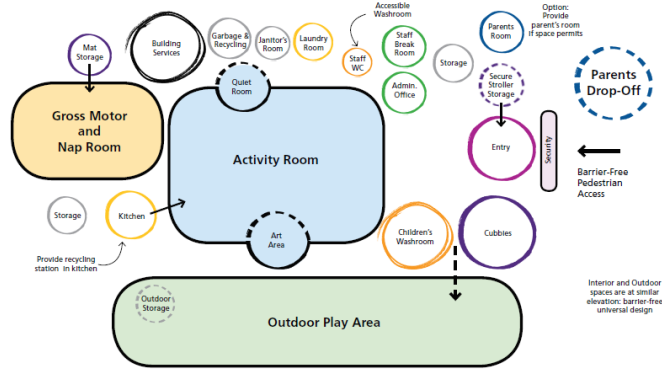 Accessible
Washroom
Mat
Storage
Building
Services
Garbage &
Recycling
Janitor's
Room
Laundry
Room
Staff
WC
Staff
Break
Room
Storage
Parents
Room
Option:
Provide
parent's room
if space permits
Quiet
Room
Admin.
Office
Secure
Stroller
Storage
Parents
Drop-Off
Gross Motor
and
Nap Room
Activity Room
Entry
Security
Barrier-Free
Pedestrian
Access
Storage
Kitchen
Art
Area
Children's
Washroom
Cubbies
Provide recycling
station in kitchen
Outdoor
Storage
Outdoor Play Area
Interior and Outdoor
spaces are at similar
elevation: barrier-free
universal design